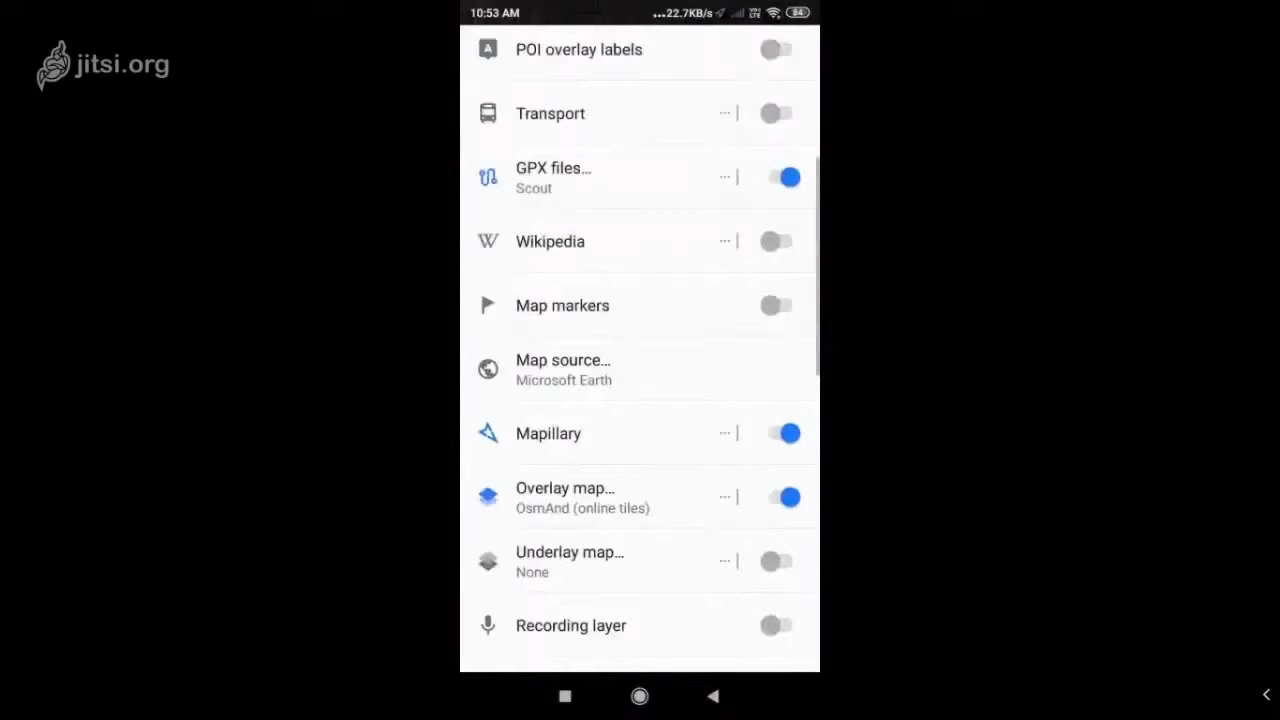 10:53 AM
...22.7KB/s
VoLTE
84
jitsi.org
POI overlay labels
Transport
GPX files...
Scout
Wikipedia
Map markers
Map source...
Microsoft Earth
Mapillary
Overlay map...
OsmAnd (online tiles)
Underlay map...
None
Recording layer